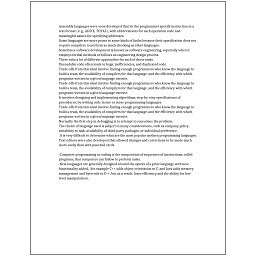 Assembly languages were soon developed that let the programmer specify instruction in a
text format (e.g., ADD X, TOTAL), with abbreviations for each operation code and
meaningful names for specifying addresses.
Some languages are more prone to some kinds of faults because their specification does not
require compilers to perform as much checking as other languages.
Sometimes software development is known as software engineering, especially when it
employs formal methods or follows an engineering design process.
There exist a lot of different approaches for each of those tasks.
Unreadable code often leads to bugs, inefficiencies, and duplicated code.
Trade-offs from this ideal involve finding enough programmers who know the language to
build a team, the availability of compilers for that language, and the efficiency with which
programs written in a given language execute.
Trade-offs from this ideal involve finding enough programmers who know the language to
build a team, the availability of compilers for that language, and the efficiency with which
programs written in a given language execute.
It involves designing and implementing algorithms, step-by-step specifications of
procedures, by writing code in one or more programming languages.
Trade-offs from this ideal involve finding enough programmers who know the language to
build a team, the availability of compilers for that language, and the efficiency with which
programs written in a given language execute.
Normally the first step in debugging is to attempt to reproduce the problem.
The choice of language used is subject to many considerations, such as company policy,
suitability to task, availability of third-party packages, or individual preference.
It is very difficult to determine what are the most popular modern programming languages.
Text editors were also developed that allowed changes and corrections to be made much
more easily than with punched cards.
Computer programming or coding is the composition of sequences of instructions, called
programs, that computers can follow to perform tasks.
New languages are generally designed around the syntax of a prior language with new
functionality added, (for example C++ adds object-orientation to C, and Java adds memory
management and bytecode to C++, but as a result, loses efficiency and the ability for low-
level manipulation).